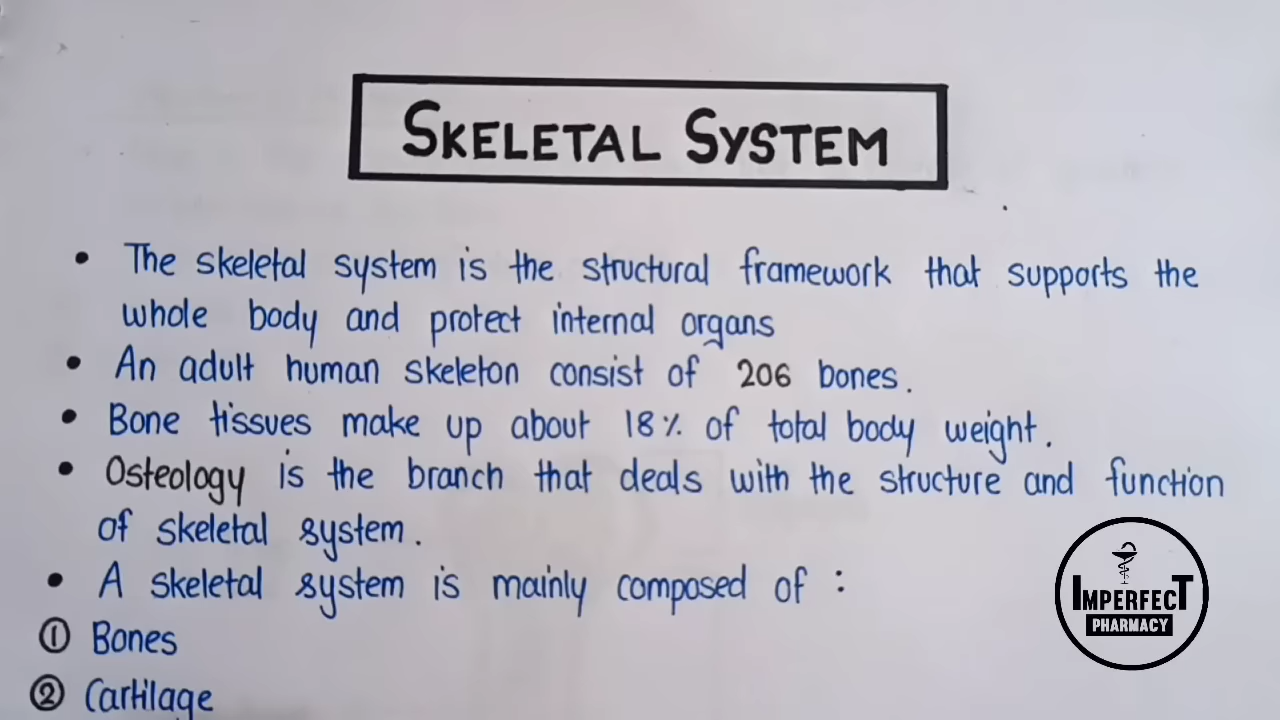 SKELETAL SYSTEM
• The skeletal system is the structural framework that supports the
whole body and protect internal organs
• An adult human skeleton consist of 206 bones.
• Bone tissues make up about 18% of total body weight.
• Osteology is the branch that deals with the structure and function
of skeletal system.
• A skeletal system is mainly composed of :
① Bones
② Cartilage
IMPERFECT
PHARMACY